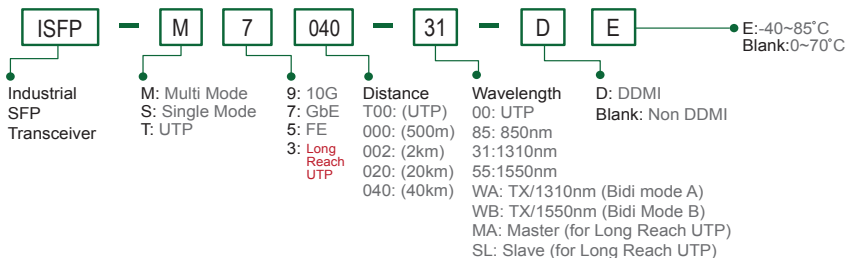 ISFP - M 7 040 - 31 - D E
E:-40~85˚C
Blank:0~70˚C
Industrial
SFP
Transceiver
M: Multi Mode
S: Single Mode
T: UTP
9: 10G
7: GbE
5: FE
3: Long
Reach
UTP
Distance
T00: (UTP)
000: (500m)
002: (2km)
020: (20km)
040: (40km)
Wavelength
00: UTP
85: 850nm
31:1310nm
55:1550nm
WA: TX/1310nm (Bidi mode A)
WB: TX/1550nm (Bidi Mode B)
MA: Master (for Long Reach UTP)
SL: Slave (for Long Reach UTP)
D: DDMI
Blank: Non DDMI